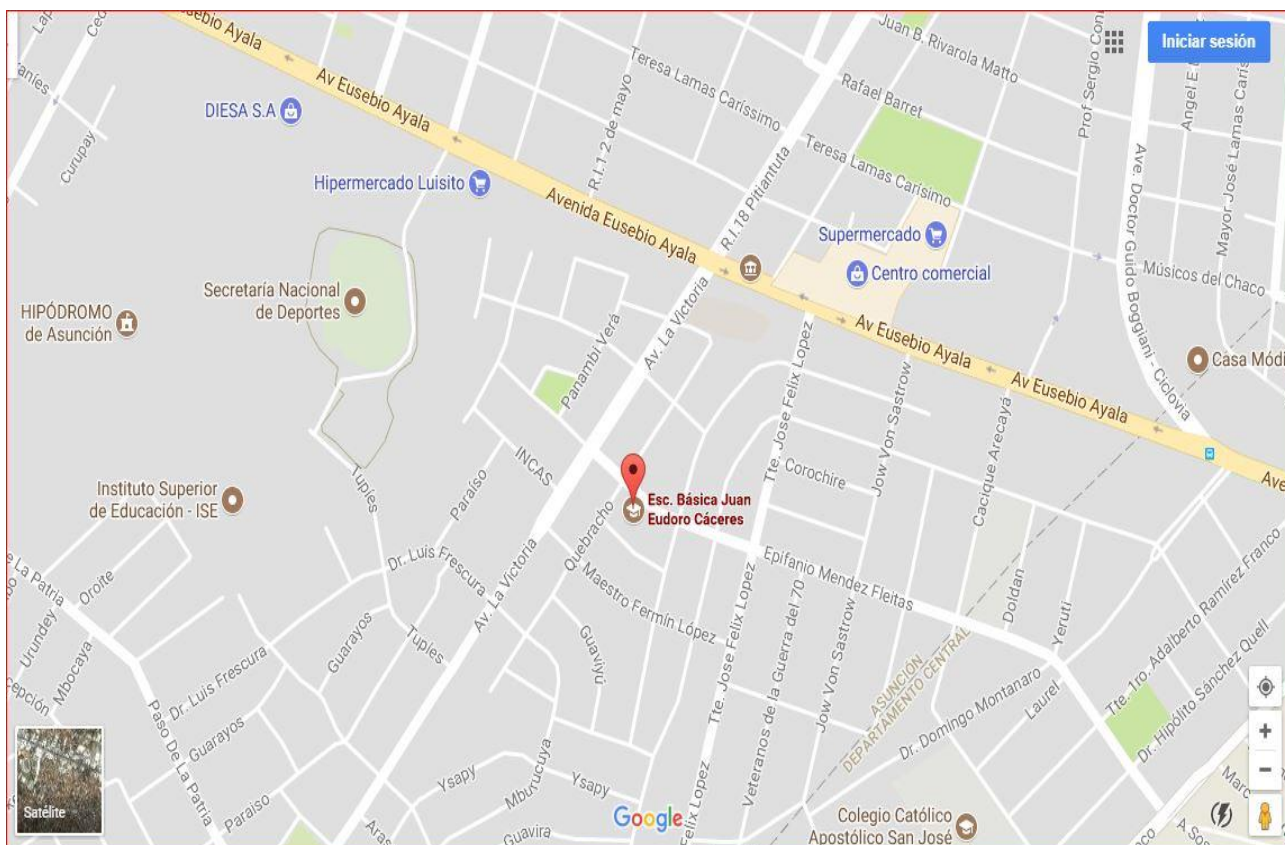 Juan B. Rivarola Matto
Iniciar sesión
Eusebio Ayala
Av Eusebio Ayala
Teresa Lamas Caríssimo
Rafael Barret
Prof Sergio
Angel E.
Mayor José Lamas
Curupay
DIESA S.A
R.I.1 2 de mayo
R.I.18 Pitiantuta
Teresa Lamas Carísimo
Ave. Doctor Guido Boggiani - Ciclovia
Hipermercado Luisito
Avenida Eusebio Ayala
Supermercado
Centro comercial
Músicos del Chaco
Secretaría Nacional
de Deportes
HIPÓDROMO
de Asunción
Panambi Verá
Av. La Victoria
Tte. Jose Felix Lopez
Av Eusebio Ayala
Jow Von Sastrow
Av Eusebio Ayala
Casa Módi
Cacique Arecayá
INCAS
Corochire
Ave
Tuples
Paraíso
Instituto Superior
de Educación - ISE
Quebracho
Esc. Básica Juan
Eudoro Cáceres
Dr. Luis Frescura
Av. La Victoria
Epifanio Mendez Fleitas
Maestro Fermín López
Guaviyú
De La Patria
Oroite
Urundey
Mbocaya
Guarayos
Tuples
Doldan
Yeruti
Tte. 1ro. Adalberto Ramírez Franco
Dr. Hipólito Sánchez Quell
Dr. Luis Frescura
Guarayos
Paso De La Patria
Tte. Jose Felix Lopez
Veteranos de la Guerra del 70
Jow Von Sastrow
ASUNCIÓN
DEPARTAMENTO CENTRAL
Dr. Domingo Montanaro
Laurel
Satélite
Paraiso
Ysapy
Mburucuya
Ysapy
Guavira
Google
Colegio Católico
Apostólico San José